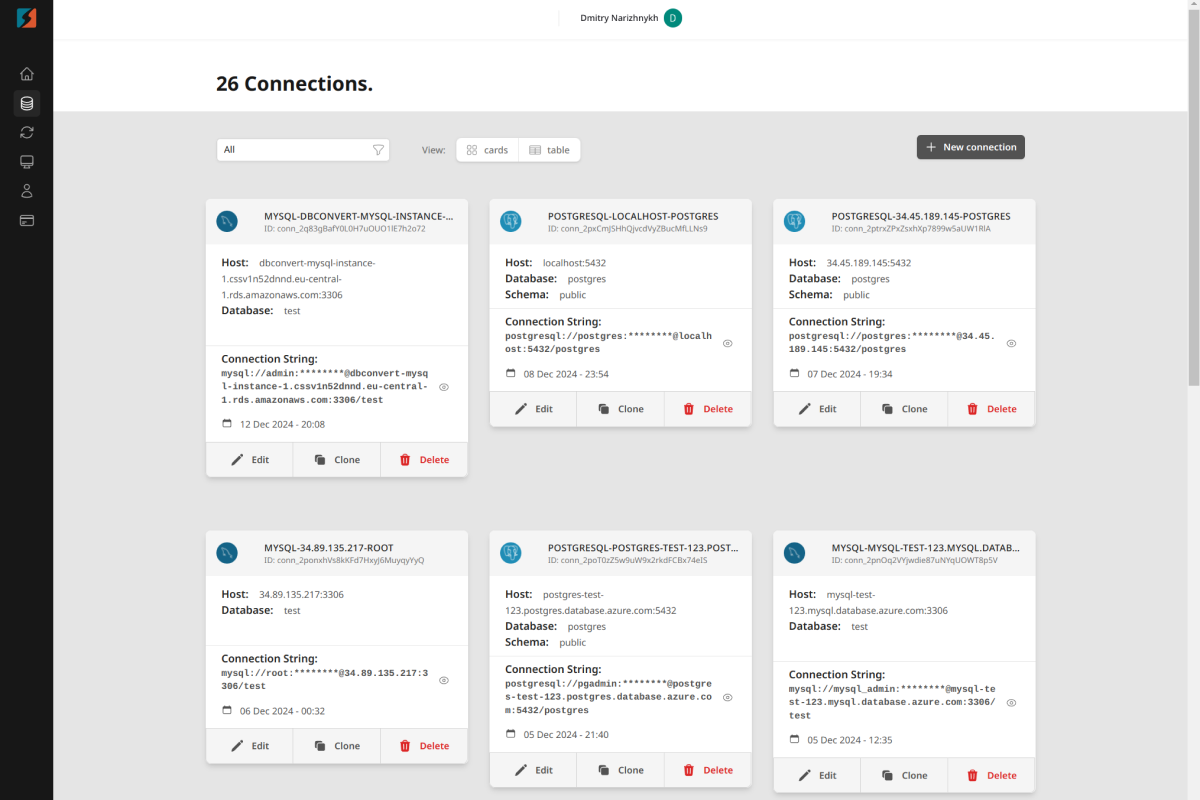 Dmitry Narizhnykh
D
26 Connections.
All
View:
cards
table
New connection
MYSQL-DBCONVERT-MYSQL-INSTANCE-...
ID: conn_2q83gBafY0L0H7uOUO1lE7h2o72
Host: dbconvert-mysql-instance-
1.cssv1n52dnnd.eu-central-
1.rds.amazonaws.com:3306
Database: test
Connection String:
mysql://admin:********@dbconvert-mysq
l-instance-1.cssv1n52dnnd.eu-central-
1.rds.amazonaws.com:3306/test
12 Dec 2024 - 20:08
Edit
Clone
Delete
POSTGRESQL-LOCALHOST-POSTGRES
ID: conn_2pxCmJSHhQjvcdVyZBucMfLLNs9
Host: localhost:5432
Database: postgres
Schema: public
Connection String:
postgresql://postgres:********@localh
ost:5432/postgres
08 Dec 2024 - 23:54
Edit
Clone
Delete
POSTGRESQL-34.45.189.145-POSTGRES
ID: conn_2ptrxZPxZsxhXp7899w5aUW1RlA
Host: 34.45.189.145:5432
Database: postgres
Schema: public
Connection String:
postgresql://postgres:********@34.45.
189.145:5432/postgres
07 Dec 2024 - 19:34
Edit
Clone
Delete
MYSQL-34.89.135.217-ROOT
ID: conn_2ponxhVs8kKFd7HxyJ6MuyqyYyQ
Host: 34.89.135.217:3306
Database: test
Connection String:
mysql://root:********@34.89.135.217:3
306/test
06 Dec 2024 - 00:32
Edit
Clone
Delete
POSTGRESQL-POSTGRES-TEST-123.POST...
ID: conn_2poT0zZ5w9uW9x2rkdFCBx74eIS
Host: postgres-test-
123.postgres.database.azure.com:5432
Database: postgres
Schema: public
Connection String:
postgresql://pgadmin:********@postgre
s-test-123.postgres.database.azure.co
m:5432/postgres
05 Dec 2024 - 21:40
Edit
Clone
Delete
MYSQL-MYSQL-TEST-123.MYSQL.DATAB...
ID: conn_2pnOq2VYjwdie87uNYqUOWT8p5V
Host: mysql-test-
123.mysql.database.azure.com:3306
Database: test
Connection String:
mysql://mysql_admin:********@mysql-te
st-123.mysql.database.azure.com:3306/
test
05 Dec 2024 - 12:35
Edit
Clone
Delete